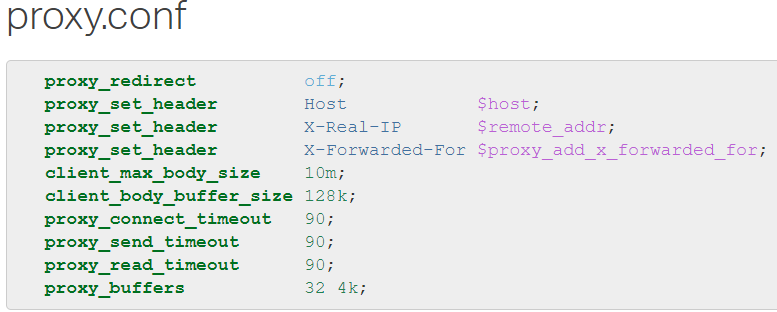 proxy.conf
proxy_redirect off;
proxy_set_header Host $host;
proxy_set_header X-Real-IP $remote_addr;
proxy_set_header X-Forwarded-For $proxy_add_x_forwarded_for;
client_max_body_size 10m;
client_body_buffer_size 128k;
proxy_connect_timeout 90;
proxy_send_timeout 90;
proxy_read_timeout 90;
proxy_buffers 32 4k;